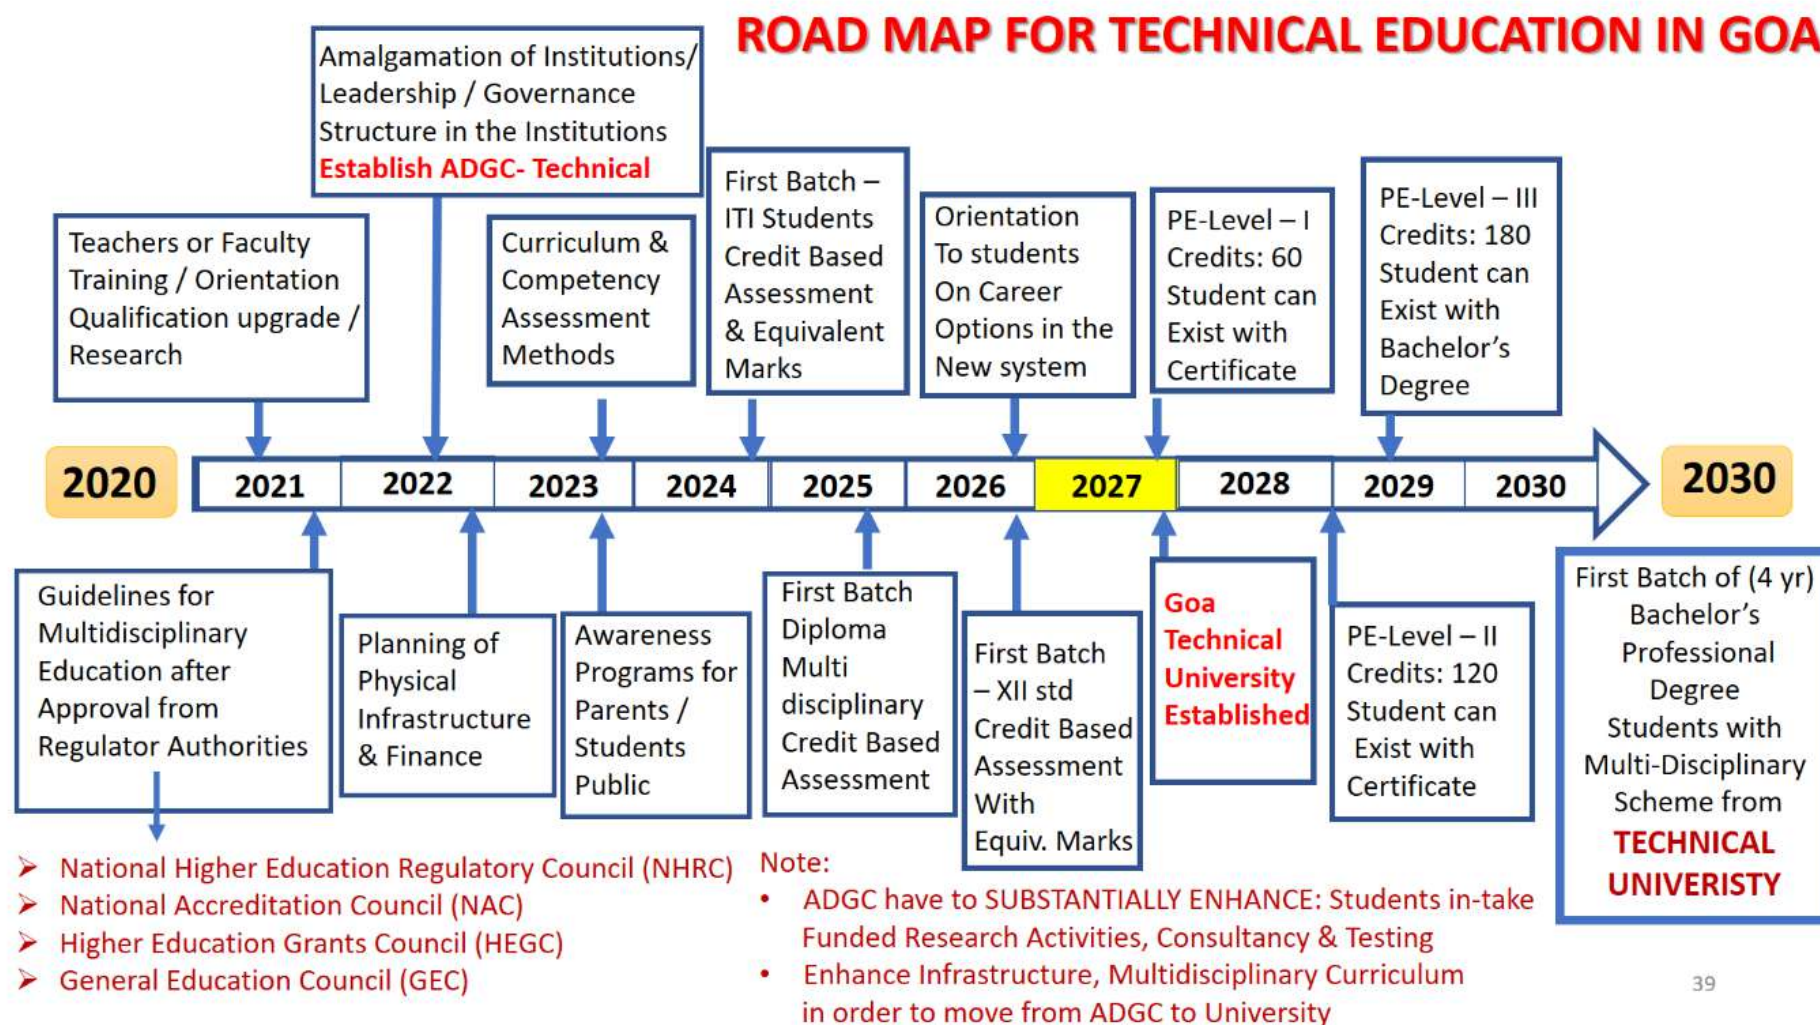 ROAD MAP FOR TECHNICAL EDUCATION IN GOA
Amalgamation of Institutions/
Leadership / Governance
Structure in the Institutions
Establish ADGC- Technical
Teachers or Faculty
Training / Orientation
Qualification upgrade /
Research
Curriculum &
Competency
Assessment
Methods
First Batch –
ITI Students
Credit Based
Assessment
& Equivalent
Marks
Orientation
To students
On Career
Options in the
New system
PE-Level – I
Credits: 60
Student can
Exist with
Certificate
PE-Level – III
Credits: 180
Student can
Exist with
Bachelor's
Degree
2020
2021
2022
2023
2024
2025
2026
2027
2028
2029
2030
2030
Guidelines for
Multidisciplinary
Education after
Approval from
Regulator Authorities
Planning of
Physical
Infrastructure
& Finance
Awareness
Programs for
Parents /
Students
Public
First Batch
Diploma
Multi
disciplinary
Credit Based
Assessment
First Batch
– XII std
Credit Based
Assessment
With
Equiv. Marks
Goa
Technical
University
Established
PE-Level – II
Credits: 120
Student can
Exist with
Certificate
First Batch of (4 yr)
Bachelor's
Professional
Degree
Students with
Multi-Disciplinary
Scheme from
TECHNICAL
UNIVERISTY
➢ National Higher Education Regulatory Council (NHRC)
➢ National Accreditation Council (NAC)
➢ Higher Education Grants Council (HEGC)
➢ General Education Council (GEC)
Note:
• ADGC have to SUBSTANTIALLY ENHANCE: Students in-take
Funded Research Activities, Consultancy & Testing
• Enhance Infrastructure, Multidisciplinary Curriculum
in order to move from ADGC to University
39